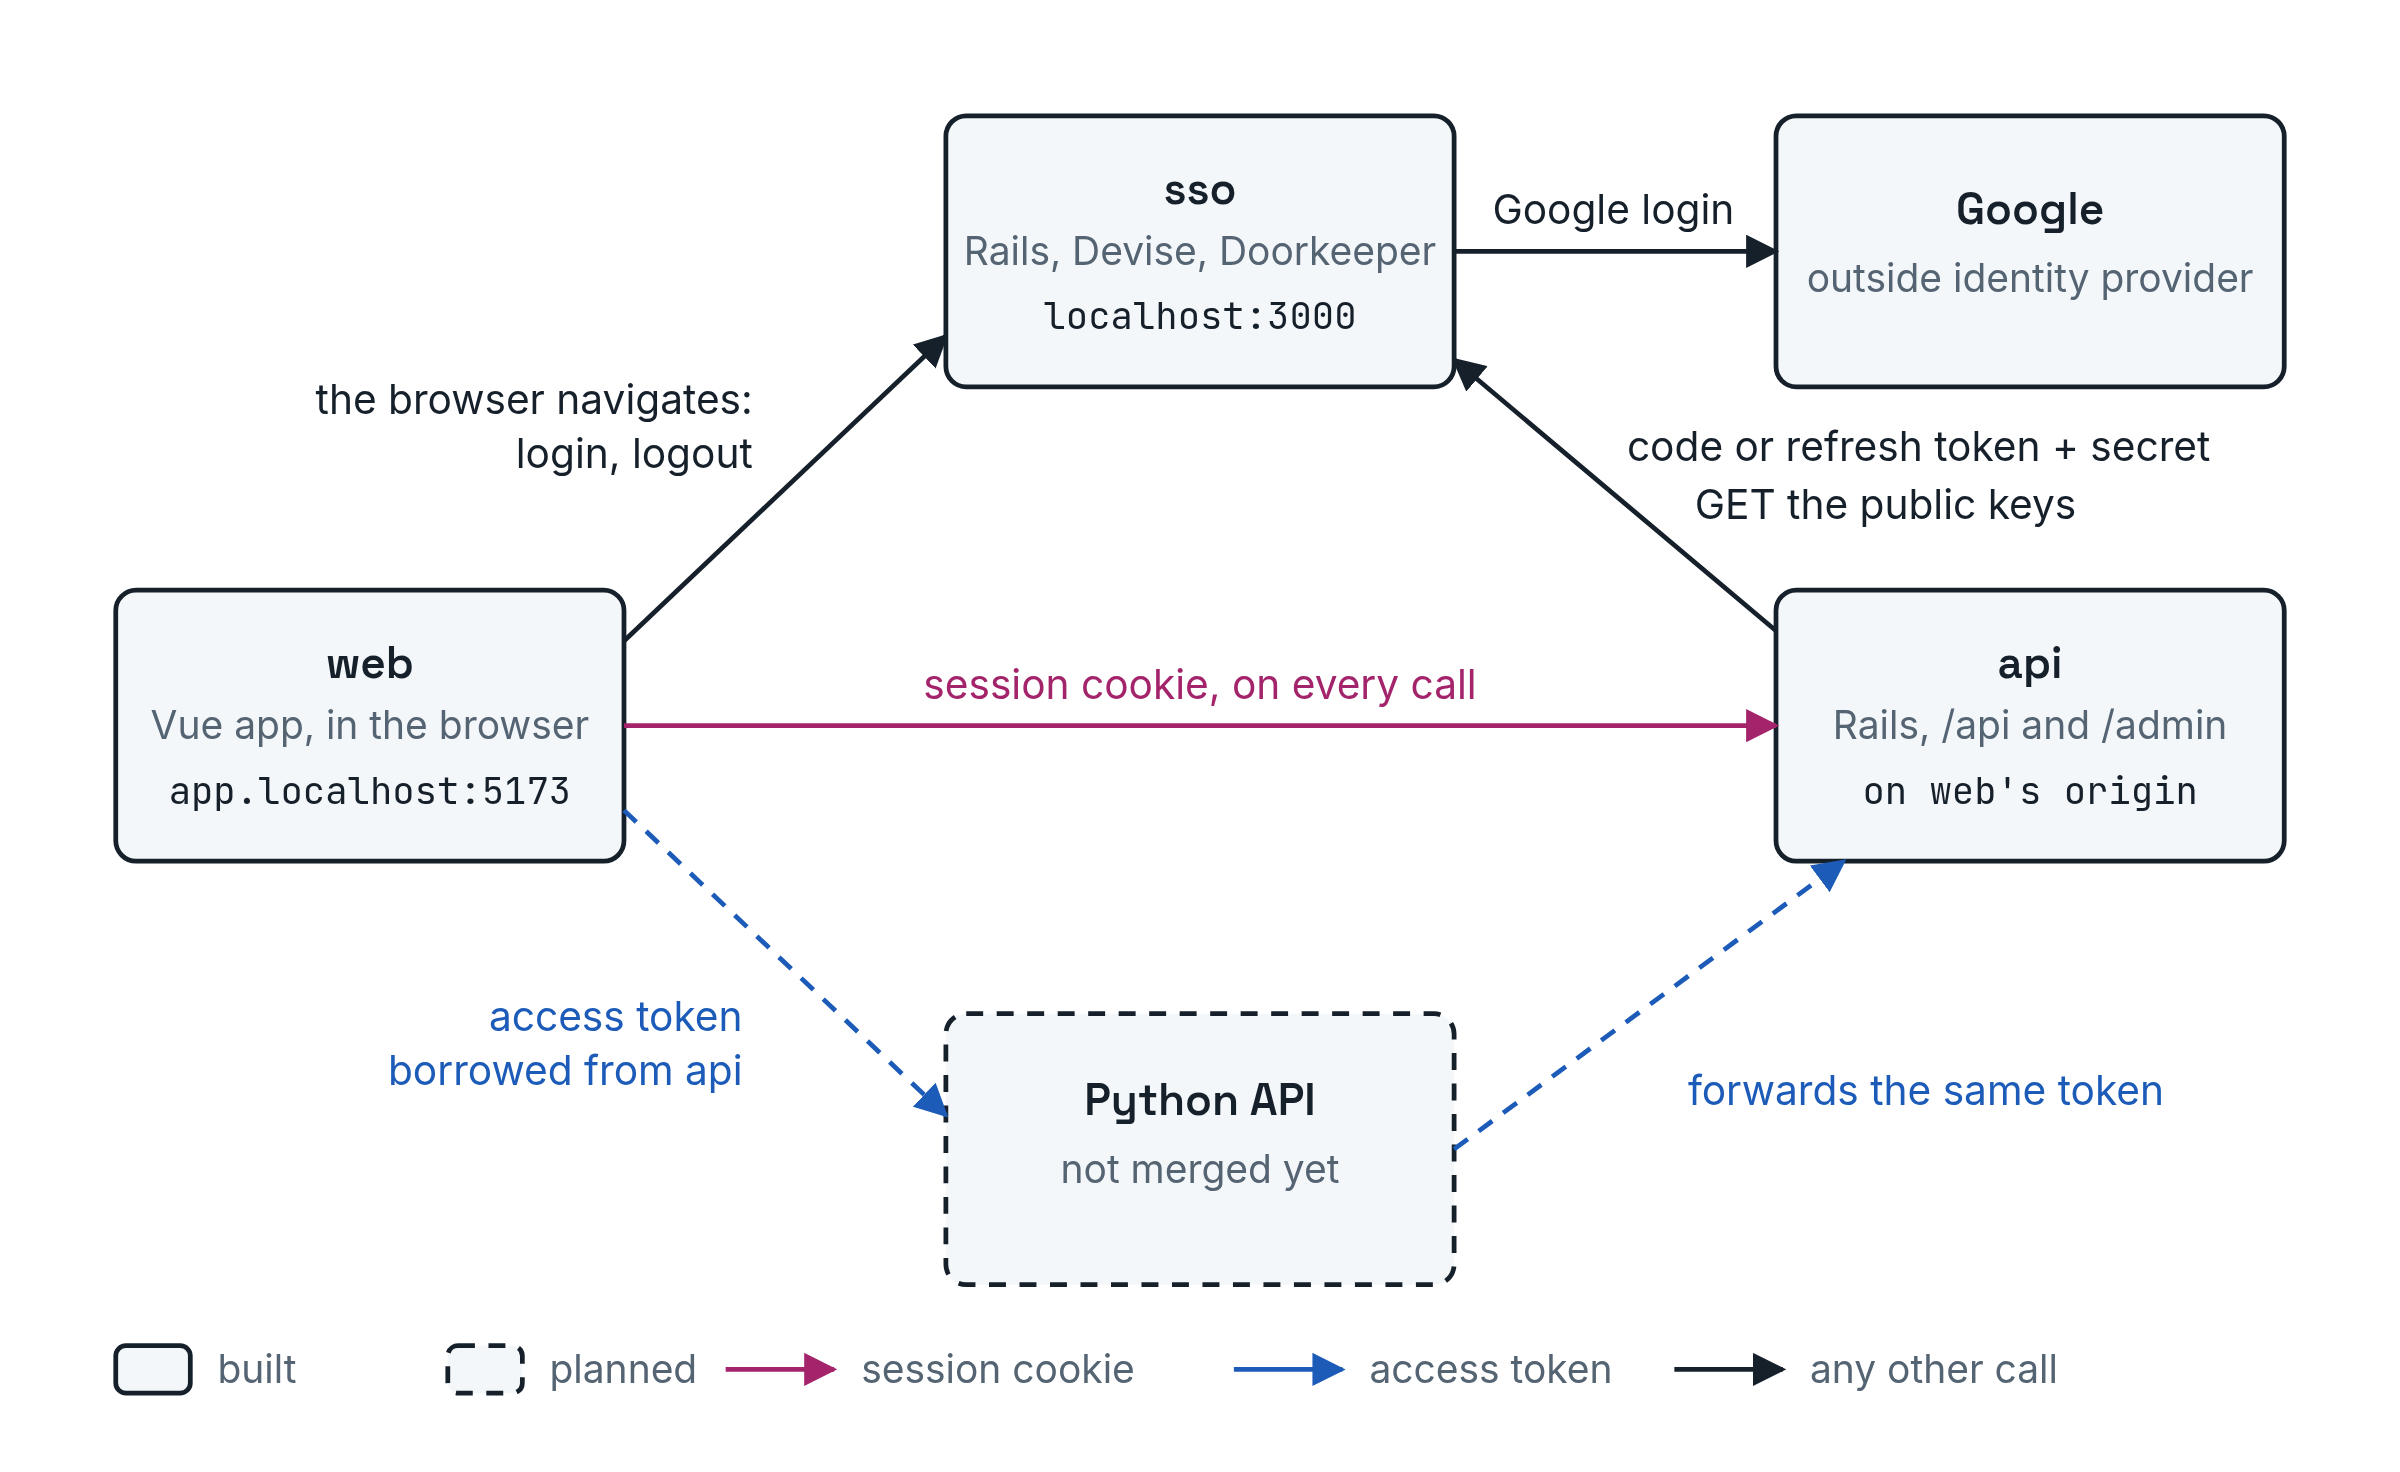 sso
Rails, Devise, Doorkeeper
localhost:3000
Google login
Google
outside identity provider
the browser navigates:
login, logout
code or refresh token + secret
GET the public keys
web
Vue app, in the browser
app.localhost:5173
session cookie, on every call
api
Rails, /api and /admin
on web's origin
access token
borrowed from api
Python API
not merged yet
forwards the same token
built
planned
session cookie
access token
any other call